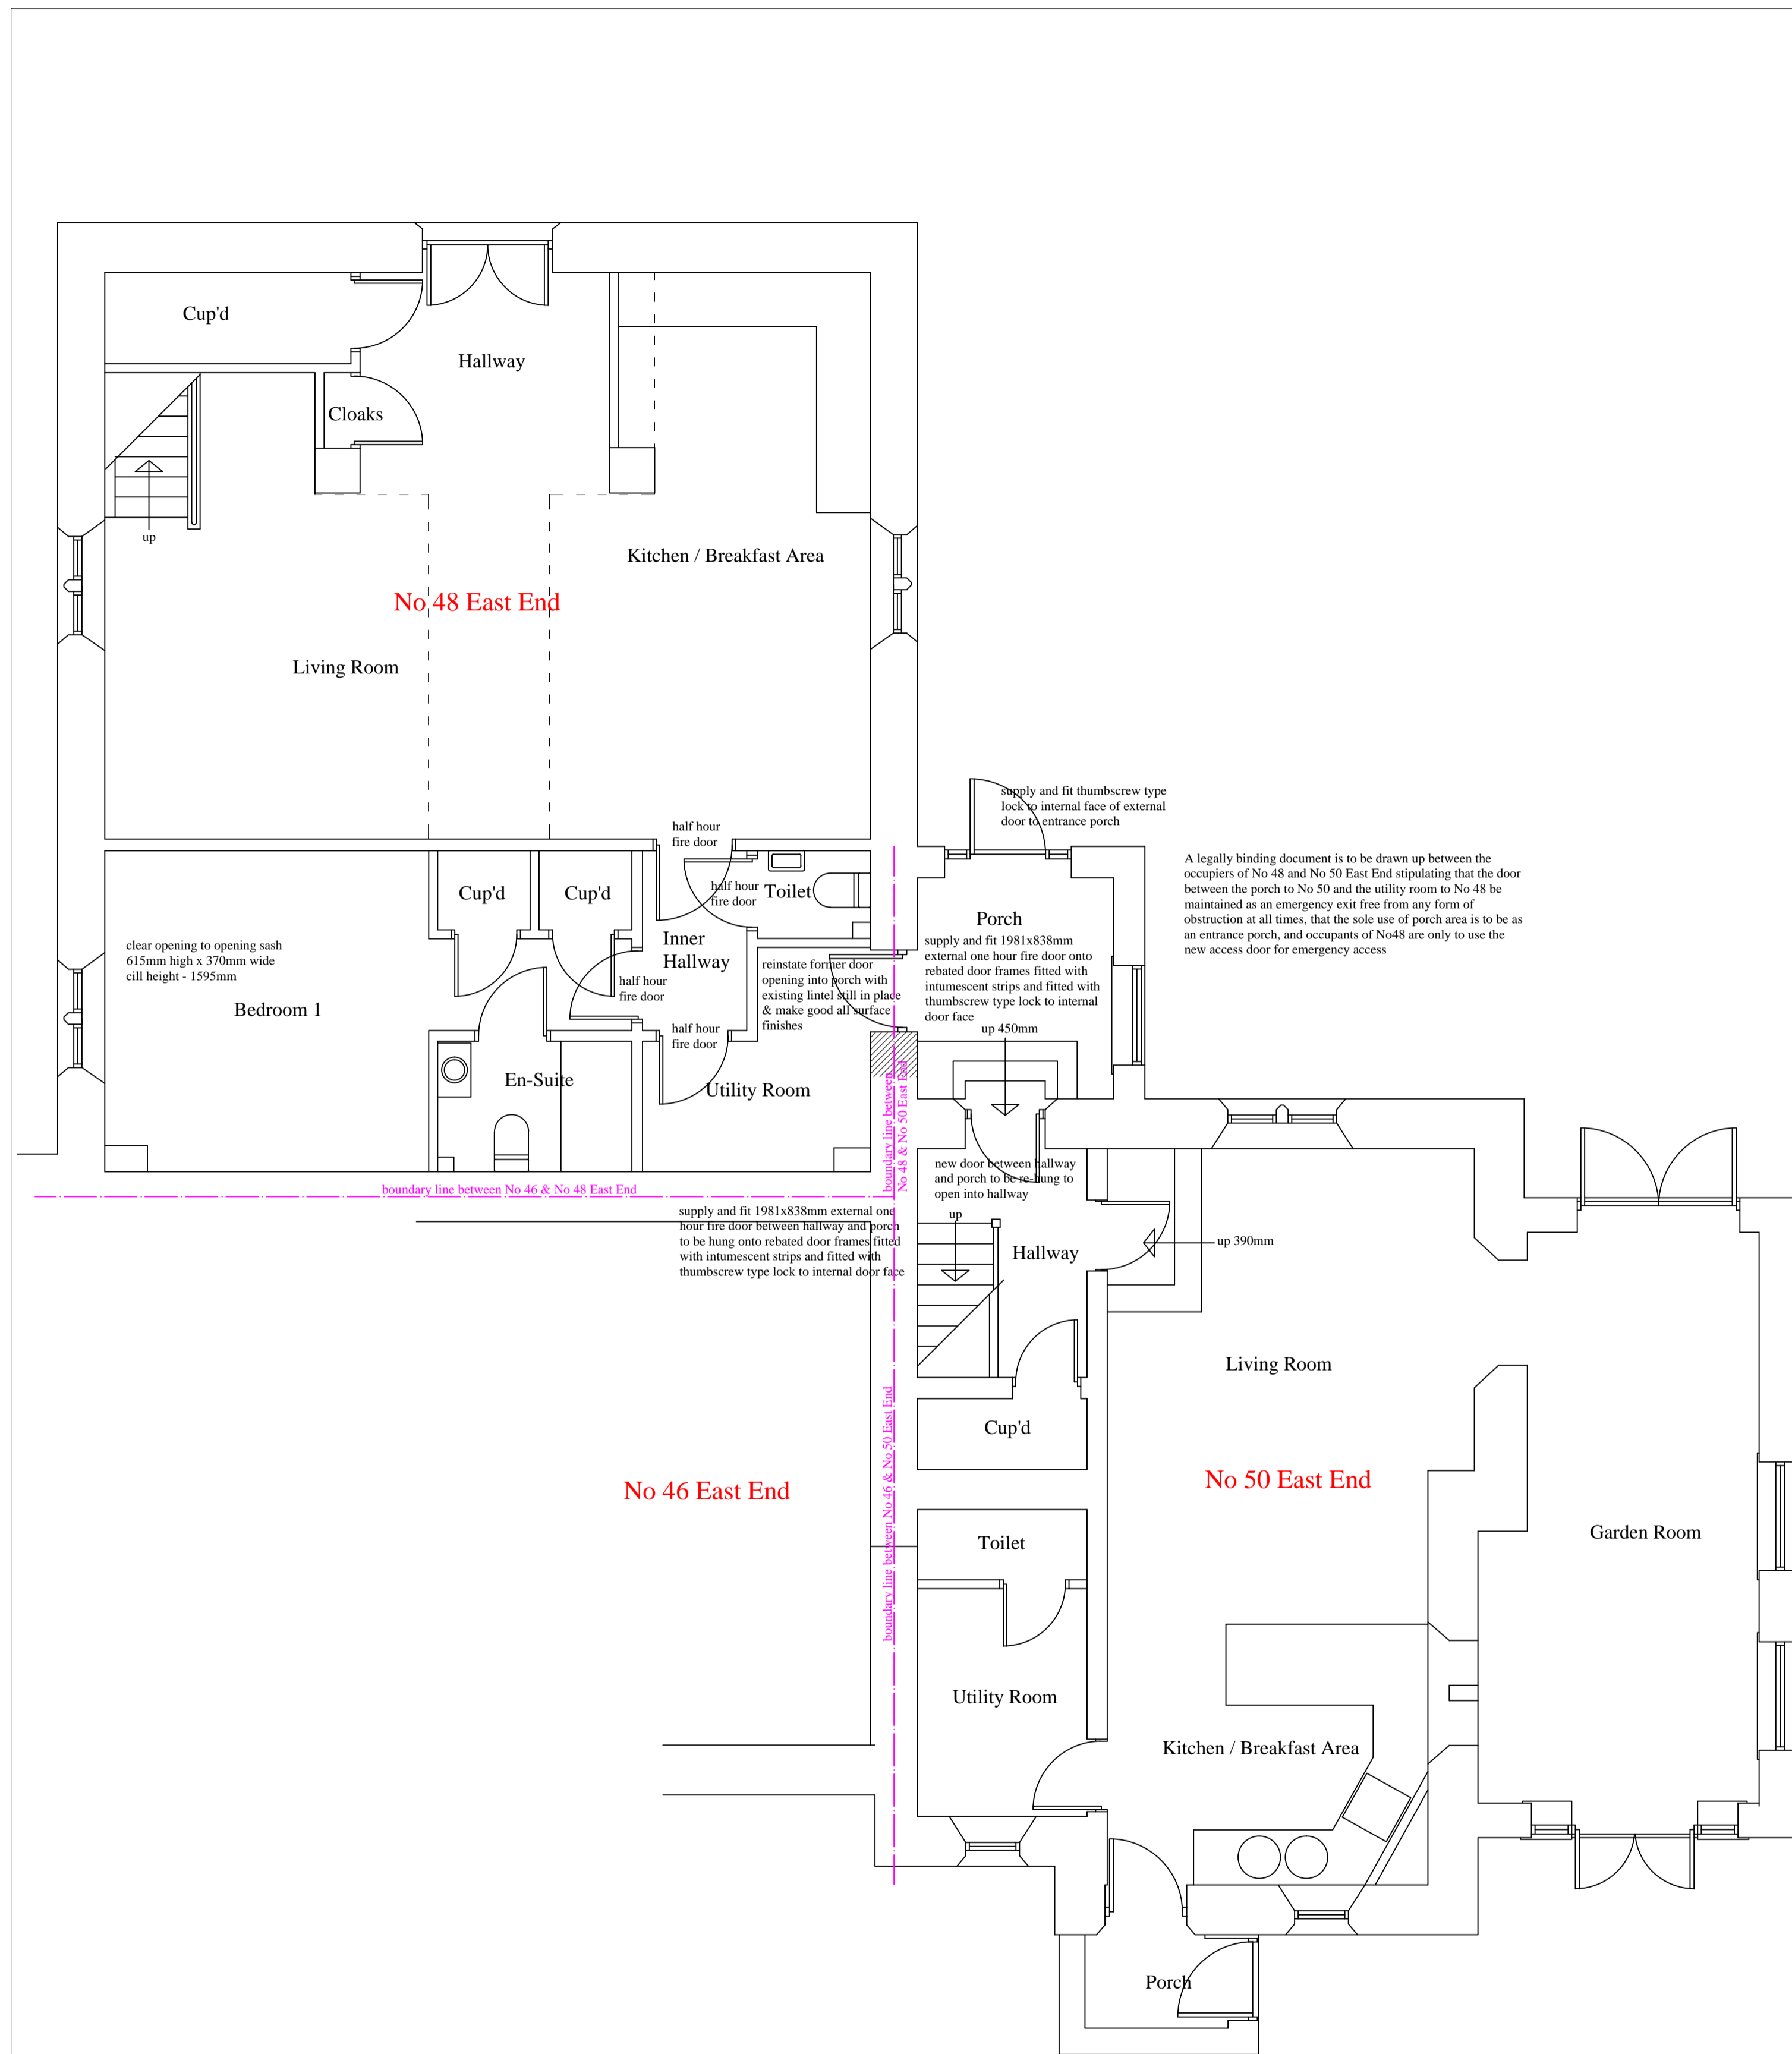 Cup'd
Hallway
Cloaks
up
Kitchen / Breakfast Area
No 48 East End
Living Room
supply and fit thumbscrew type
lock to internal face of external
door to entrance porch
half hour
fire door
A legally binding document is to be drawn up between the
occupiers of No 48 and No 50 East End stipulating that the door
between the porch to No 50 and the utility room to No 48 be
maintained as an emergency exit free from any form of
obstruction at all times, that the sole use of porch area is to be as
an entrance porch, and occupants of No48 are only to use the
new access door for emergency access
Cup'd
Cup'd
half hour
fire door
Toilet
Porch
supply and fit 1981x838mm
external one hour fire door onto
rebated door frames fitted with
intumescent strips and fitted with
thumbscrew type lock to internal
door face
clear opening to opening sash
615mm high x 370mm wide
cill height - 1595mm
Inner
Hallway
reinstate former door
opening into porch with
existing lintel still in place
& make good all surface
finishes
half hour
fire door
Bedroom 1
half hour
fire door
up 450mm
En-Suite
Utility Room
boundary line between
No 48 & No 50 East End
boundary line between No 46 & No 48 East End
new door between hallway
and porch to be re-hung to
open into hallway
supply and fit 1981x838mm external one
hour fire door between hallway and porch
to be hung onto rebated door frames fitted
with intumescent strips and fitted with
thumbscrew type lock to internal door face
up
Hallway
up 390mm
Living Room
Cup'd
boundary line between No 46 & No 50 East End
No 46 East End
No 50 East End
Garden Room
Toilet
Utility Room
Kitchen / Breakfast Area
Porch